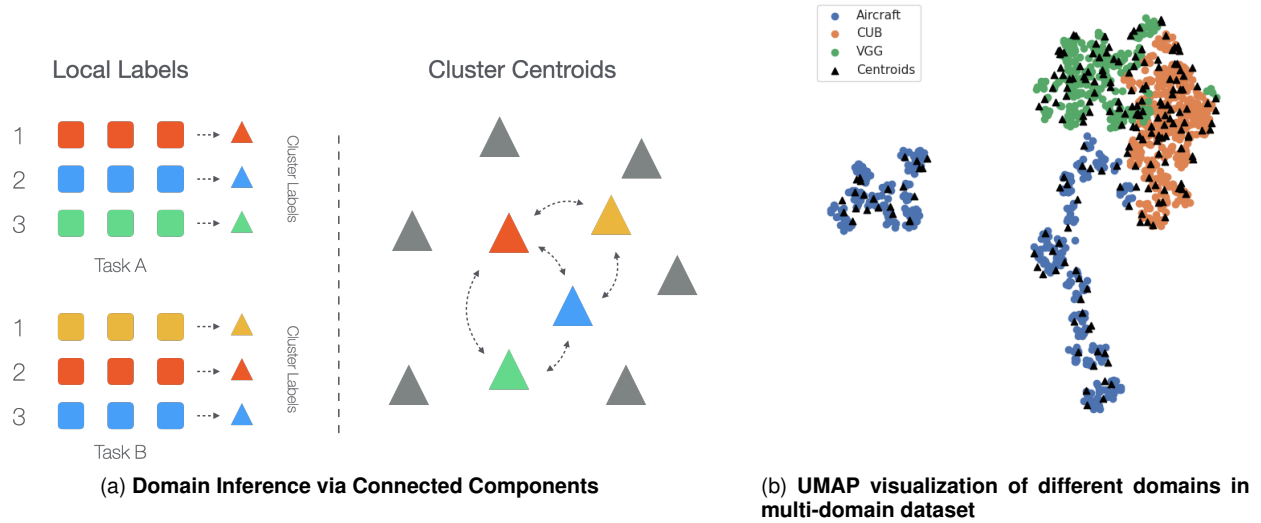 Local Labels
1
2
3
Cluster Labels
Task A
1
2
3
Cluster Labels
Task B
Cluster Centroids
(a) Domain Inference via Connected Components
Aircraft
CUB
VGG
Centroids
(b) UMAP visualization of different domains in
multi-domain dataset